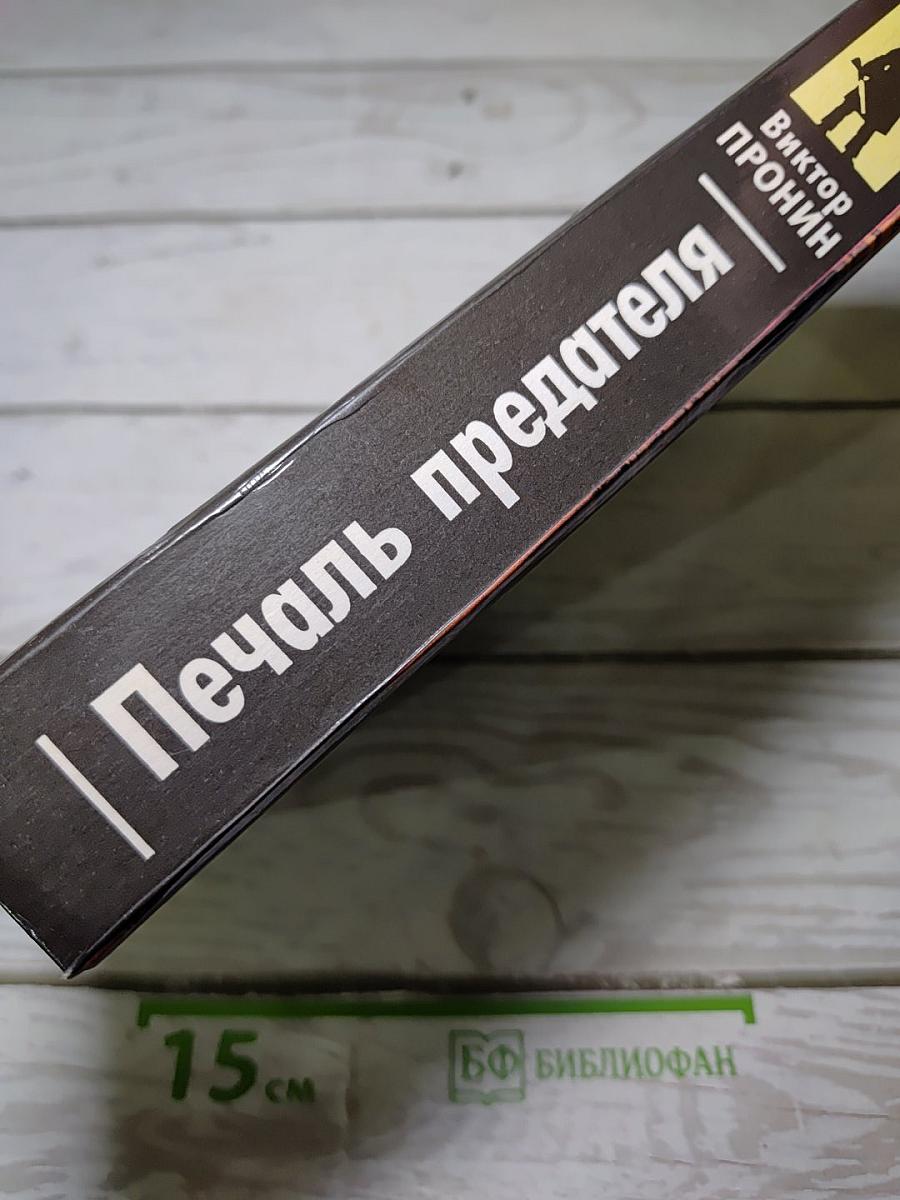 Виктор
ПРОНИН
Печаль предателя
15 см
БФ БИБЛИОФАН